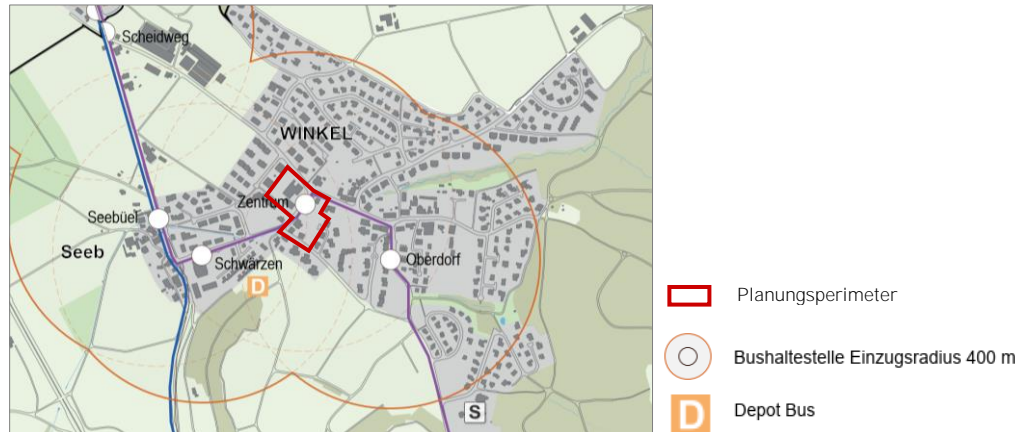 Scheidweg
WINKEL
Zentrum
Seebüel
Seeb
Schwärzen
Oberdorf
D
S
Planungsperimeter
Bushaltestelle Einzugsradius 400 m
D Depot Bus